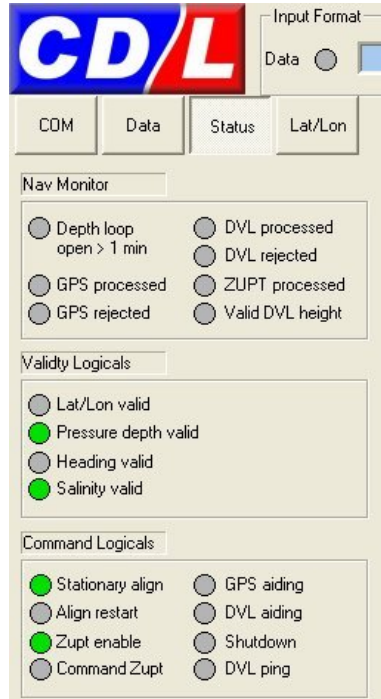 CD/L
Input Format
Data
COM
Data
Status
Lat/Lon
Nav Monitor
Depth loop
open > 1 min
GPS processed
GPS rejected
DVL processed
DVL rejected
ZUPT processed
Valid DVL height
Validty Logicals
Lat/Lon valid
Pressure depth valid
Heading valid
Salinity valid
Command Logicals
Stationary align
Align restart
Zupt enable
Command Zupt
GPS aiding
DVL aiding
Shutdown
DVL ping